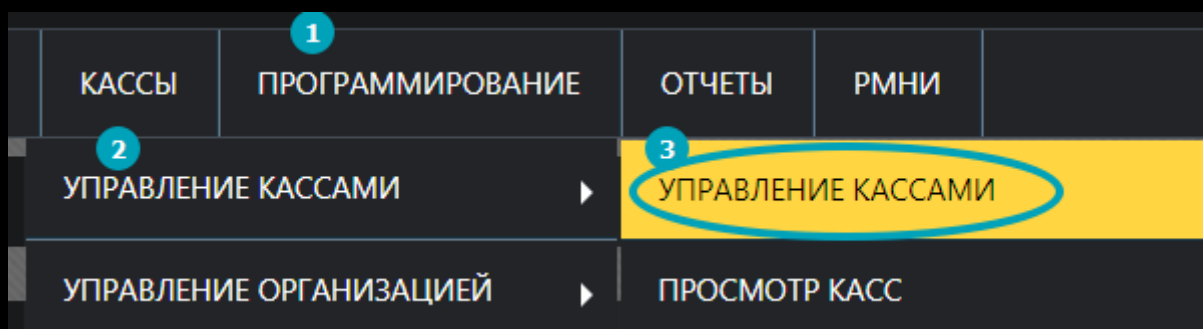 1
КАССЫ ПРОГРАММИРОВАНИЕ ОТЧЕТЫ РМНИ
2 3
УПРАВЛЕНИЕ КАССАМИ УПРАВЛЕНИЕ КАССАМИ
УПРАВЛЕНИЕ ОРГАНИЗАЦИЕЙ ПРОСМОТР КАСС